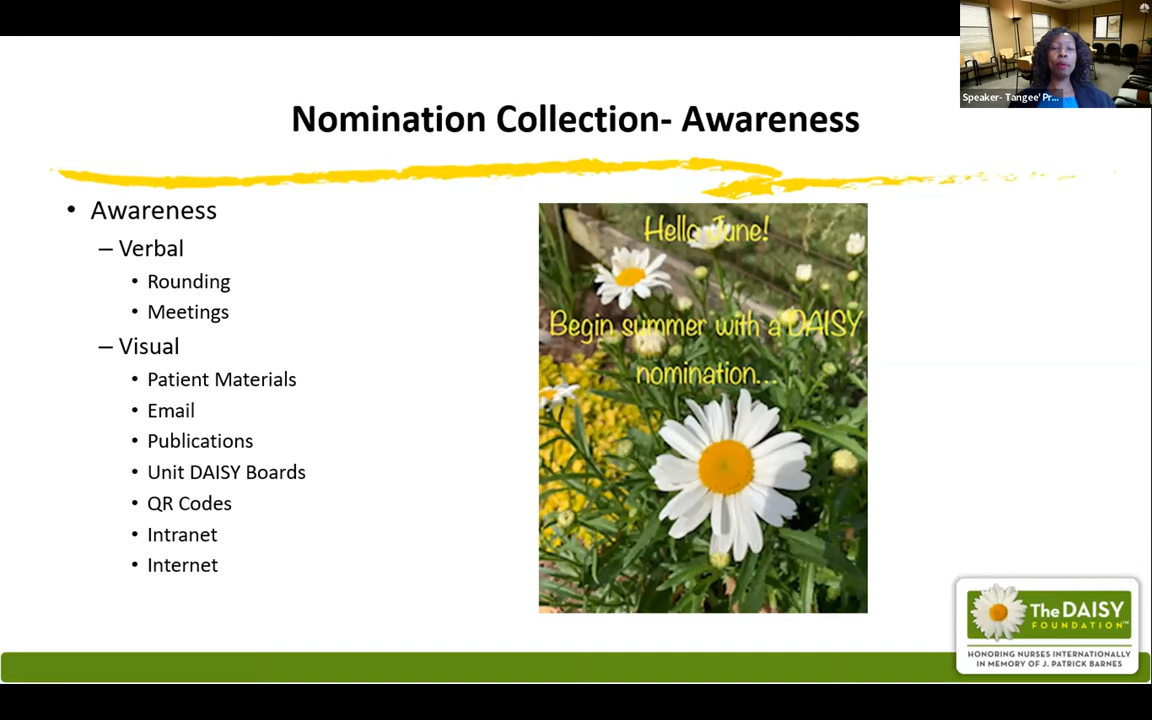 Speaker- Tangee' Pr...
Nomination Collection- Awareness
• Awareness
– Verbal
• Rounding
• Meetings
– Visual
• Patient Materials
• Email
• Publications
• Unit DAISY Boards
• QR Codes
• Intranet
• Internet
Hello June!
Begin summer with a DAISY
nomination...
The DAISY
FOUNDATION™
HONORING NURSES INTERNATIONALLY
IN MEMORY OF J. PATRICK BARNES